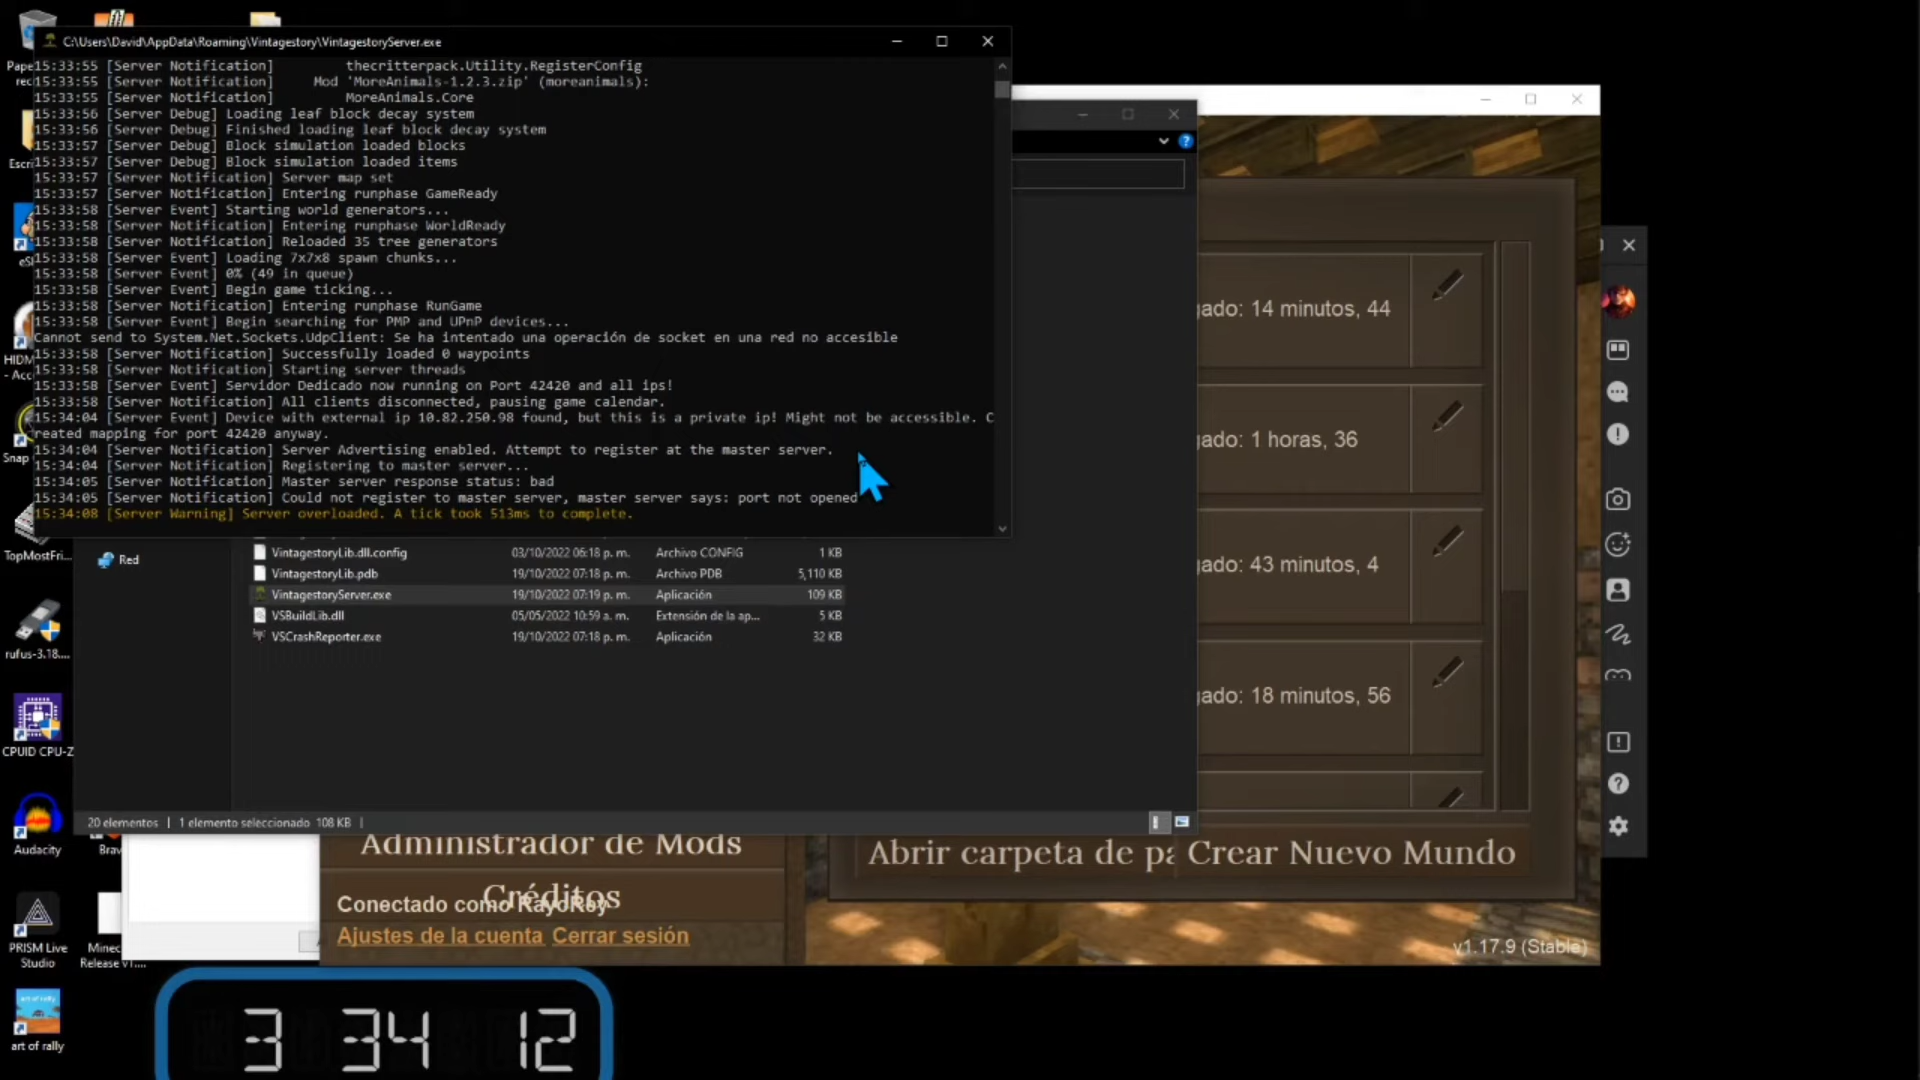 C:\Users\David\AppData\Roaming\Vintagestory\VintagestoryServer.exe
15:33:55 [Server Notification] thecritterpack.Utility.RegisterConfig
15:33:55 [Server Notification] Mod 'MoreAnimals-1.2.3.zip' (moreanimals):
15:33:55 [Server Notification] MoreAnimals.Core
15:33:56 [Server Debug] Loading leaf block decay system
15:33:56 [Server Debug] Finished loading leaf block decay system
15:33:57 [Server Debug] Block simulation loaded blocks
15:33:57 [Server Debug] Block simulation loaded items
15:33:57 [Server Notification] Server map set
15:33:57 [Server Notification] Entering runphase GameReady
15:33:58 [Server Event] Starting world generators...
15:33:58 [Server Notification] Entering runphase WorldReady
15:33:58 [Server Notification] Reloaded 35 tree generators
15:33:58 [Server Event] Loading 7x7x8 spawn chunks...
15:33:58 [Server Event] 0% (49 in queue)
15:33:58 [Server Event] Begin game ticking...
15:33:58 [Server Notification] Entering runphase RunGame
15:33:58 [Server Event] Begin searching for PMP and UPnP devices...
Cannot send to System.Net.Sockets.UdpClient: Se ha intentado una operación de socket en una red no accesible
15:33:58 [Server Notification] Successfully loaded 0 waypoints
15:33:58 [Server Notification] Starting server threads
15:33:58 [Server Event] Servidor Dedicado now running on Port 42420 and all ips!
15:33:58 [Server Notification] All clients disconnected, pausing game calendar.
15:34:04 [Server Event] Device with external ip 10.82.250.98 found, but this is a private ip! Might not be accessible. C
reated mapping for port 42420 anyway.
15:34:04 [Server Notification] Server Advertising enabled. Attempt to register at the master server.
15:34:04 [Server Notification] Registering to master server...
15:34:05 [Server Notification] Master server response status: bad
15:34:05 [Server Notification] Could not register to master server, master server says: port not opened
15:34:08 [Server Warning] Server overloaded. A tick took 513ms to complete.
Red
VintagestoryLib.dll.config 03/10/2022 06:18 p. m. Archivo CONFIG 1 KB
VintagestoryLib.pdb 19/10/2022 07:18 p. m. Archivo PDB 5,110 KB
VintagestoryServer.exe 19/10/2022 07:19 p. m. Aplicación 109 KB
VSBuildLib.dll 05/05/2022 10:59 a. m. Extensión de la ap... 5 KB
VSCrashReporter.exe 19/10/2022 07:18 p. m. Aplicación 32 KB
20 elementos | 1 elemento seleccionado 108 KB |
gado: 14 minutos, 44
gado: 1 horas, 36
gado: 43 minutos, 4
gado: 18 minutos, 56
Administrador de Mods
Créditos
Abrir carpeta de pa
Crear Nuevo Mundo
Conectado como RayoRey
Ajustes de la cuenta Cerrar sesión
v1.17.9 (Stable)
TopMostFri...
rufus-3.18....
CPUID CPU-Z
Audacity
Brav
PRISM Live
Studio
Minec
Release v1....
art of rally
3 34 12